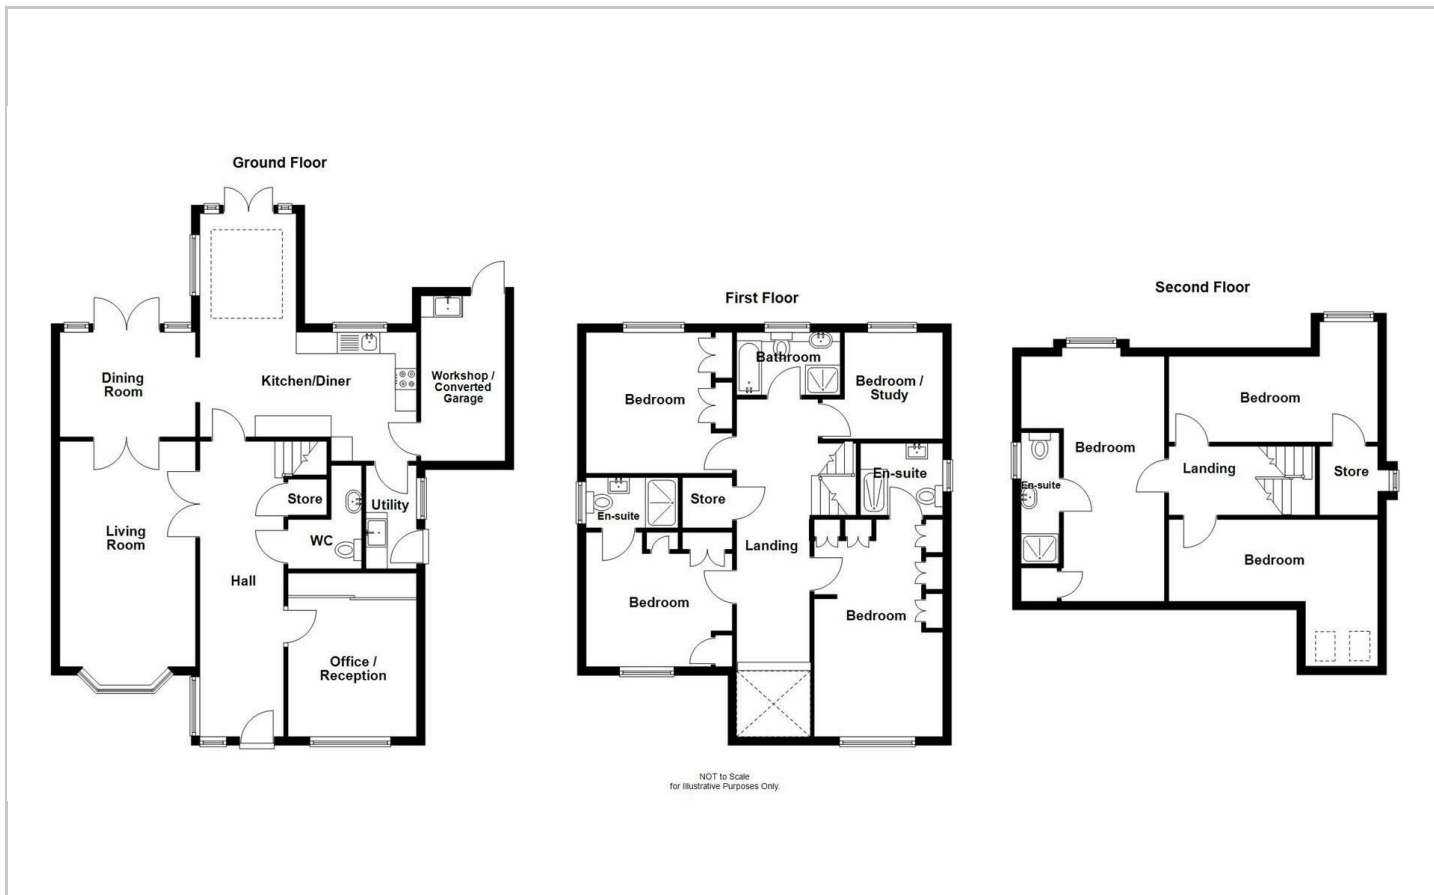 Ground Floor
Dining
Room
Kitchen/Diner
Workshop /
Converted
Garage
Living
Room
Store
Utility
WC
Hall
Office /
Reception
First Floor
Bedroom
Bathroom
Bedroom /
Study
En-suite
Store
En-suite
Landing
Bedroom
Bedroom
Second Floor
Bedroom
Bedroom
Landing
Store
En-suite
Bedroom
NOT to Scale
for Illustrative Purposes Only.